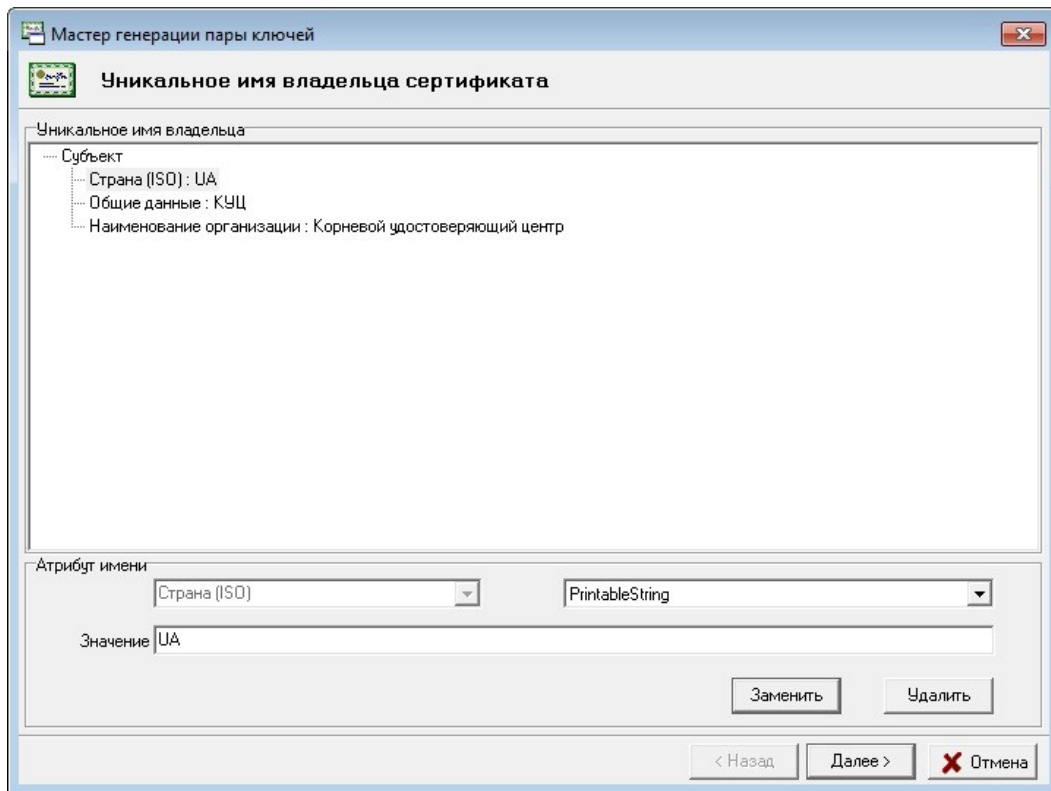 Мастер генерации пары ключей
Уникальное имя владельца сертификата
Уникальное имя владельца
Субъект
Страна (ISO) : UA
Общие данные : КУЦ
Наименование организации : Корневой удостоверяющий центр
Атрибут имени
Страна (ISO) PrintableString
Значение UA
Заменить Удалить
< Назад Далее > Отмена